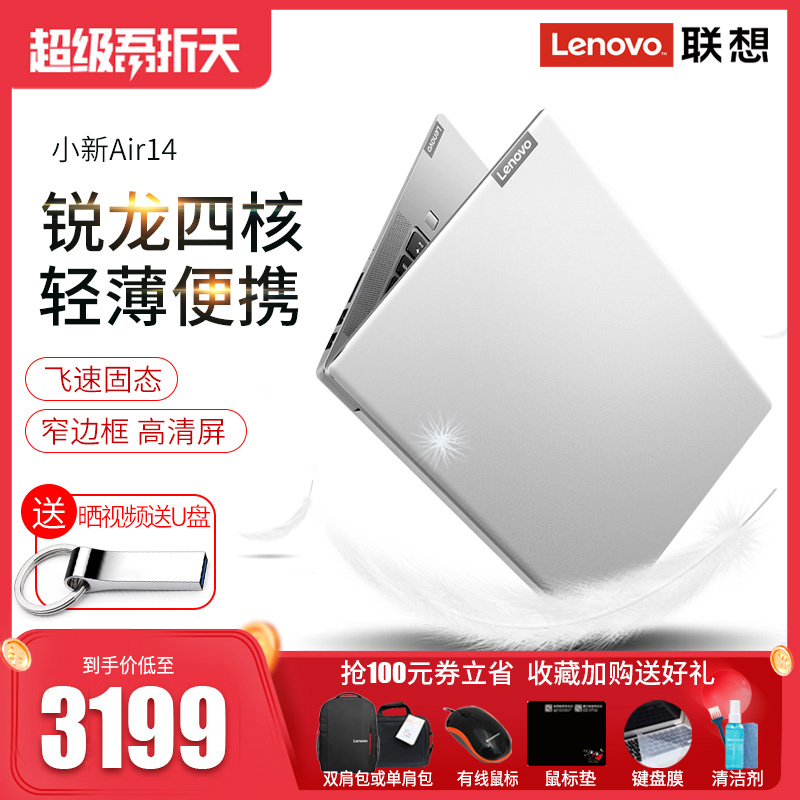 超级吾折天
Lenovo 联想
小新Air14
锐龙四核
轻薄便携
飞速固态
窄边框 高清屏
送
晒视频送U盘
Lenovo
Lenovo
到手价低至
3199
抢100元券立省 收藏加购送好礼
Lenovo
双肩包或单肩包
有线鼠标
鼠标垫
键盘膜
清洁剂